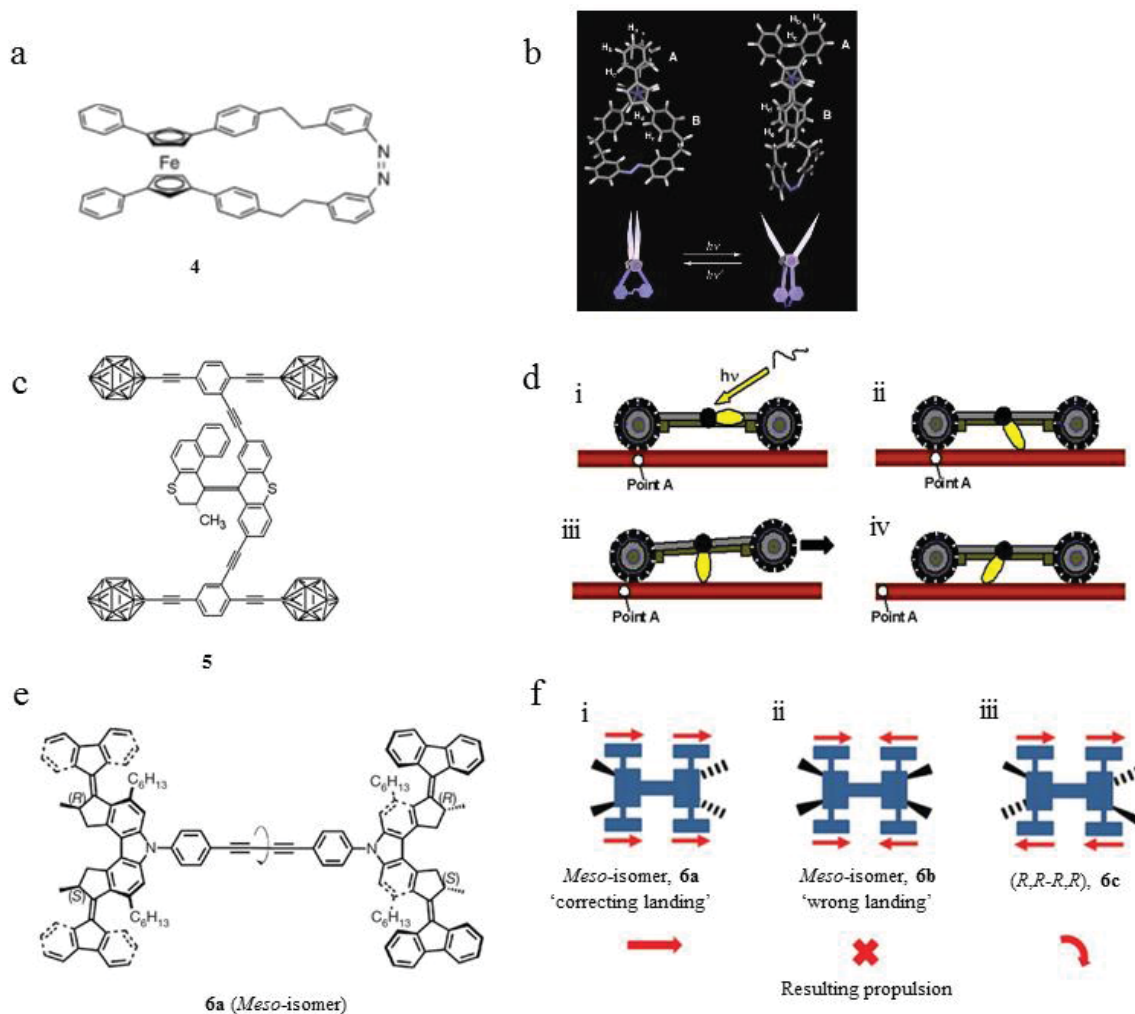 a
Fe
N
N
4
b
A
B
A
B
hν
hν'
c
S
S
CH3
5
d
i
hν
Point A
ii
Point A
iii
Point A
iv
Point A
e
C6H13
(R)
N
(S)
C6H13
C6H13
(R)
N
(S)
C6H13
6a (Meso-isomer)
f
i
ii
iii
Meso-isomer, 6a
'correcting landing'
Meso-isomer, 6b
'wrong landing'
(R,R-R,R), 6c
Resulting propulsion